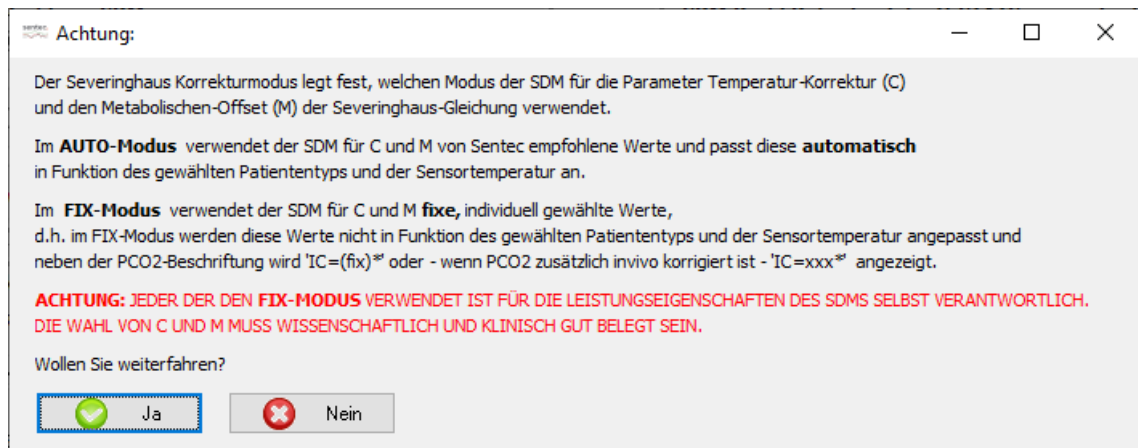 sentec
Achtung:
Der Severinghaus Korrekturmodus legt fest, welchen Modus der SDM für die Parameter Temperatur-Korrektur (C)
und den Metabolischen-Offset (M) der Severinghaus-Gleichung verwendet.
Im AUTO-Modus verwendet der SDM für C und M von Sentec empfohlene Werte und passt diese automatisch
in Funktion des gewählten Patiententyps und der Sensortemperatur an.
Im FIX-Modus verwendet der SDM für C und M fixe, individuell gewählte Werte,
d.h. im FIX-Modus werden diese Werte nicht in Funktion des gewählten Patiententyps und der Sensortemperatur angepasst und
neben der PCO2-Beschriftung wird 'IC=(fix)*' oder - wenn PCO2 zusätzlich invivo korrigiert ist - 'IC=xxx*' angezeigt.
ACHTUNG: JEDER DER DEN FIX-MODUS VERWENDET IST FÜR DIE LEISTUNGSEIGENSCHAFTEN DES SDMS SELBST VERANTWORTLICH.
DIE WAHL VON C UND M MUSS WISSENSCHAFTLICH UND KLINISCH GUT BELEGT SEIN.
Wollen Sie weiterfahren?
Ja
Nein